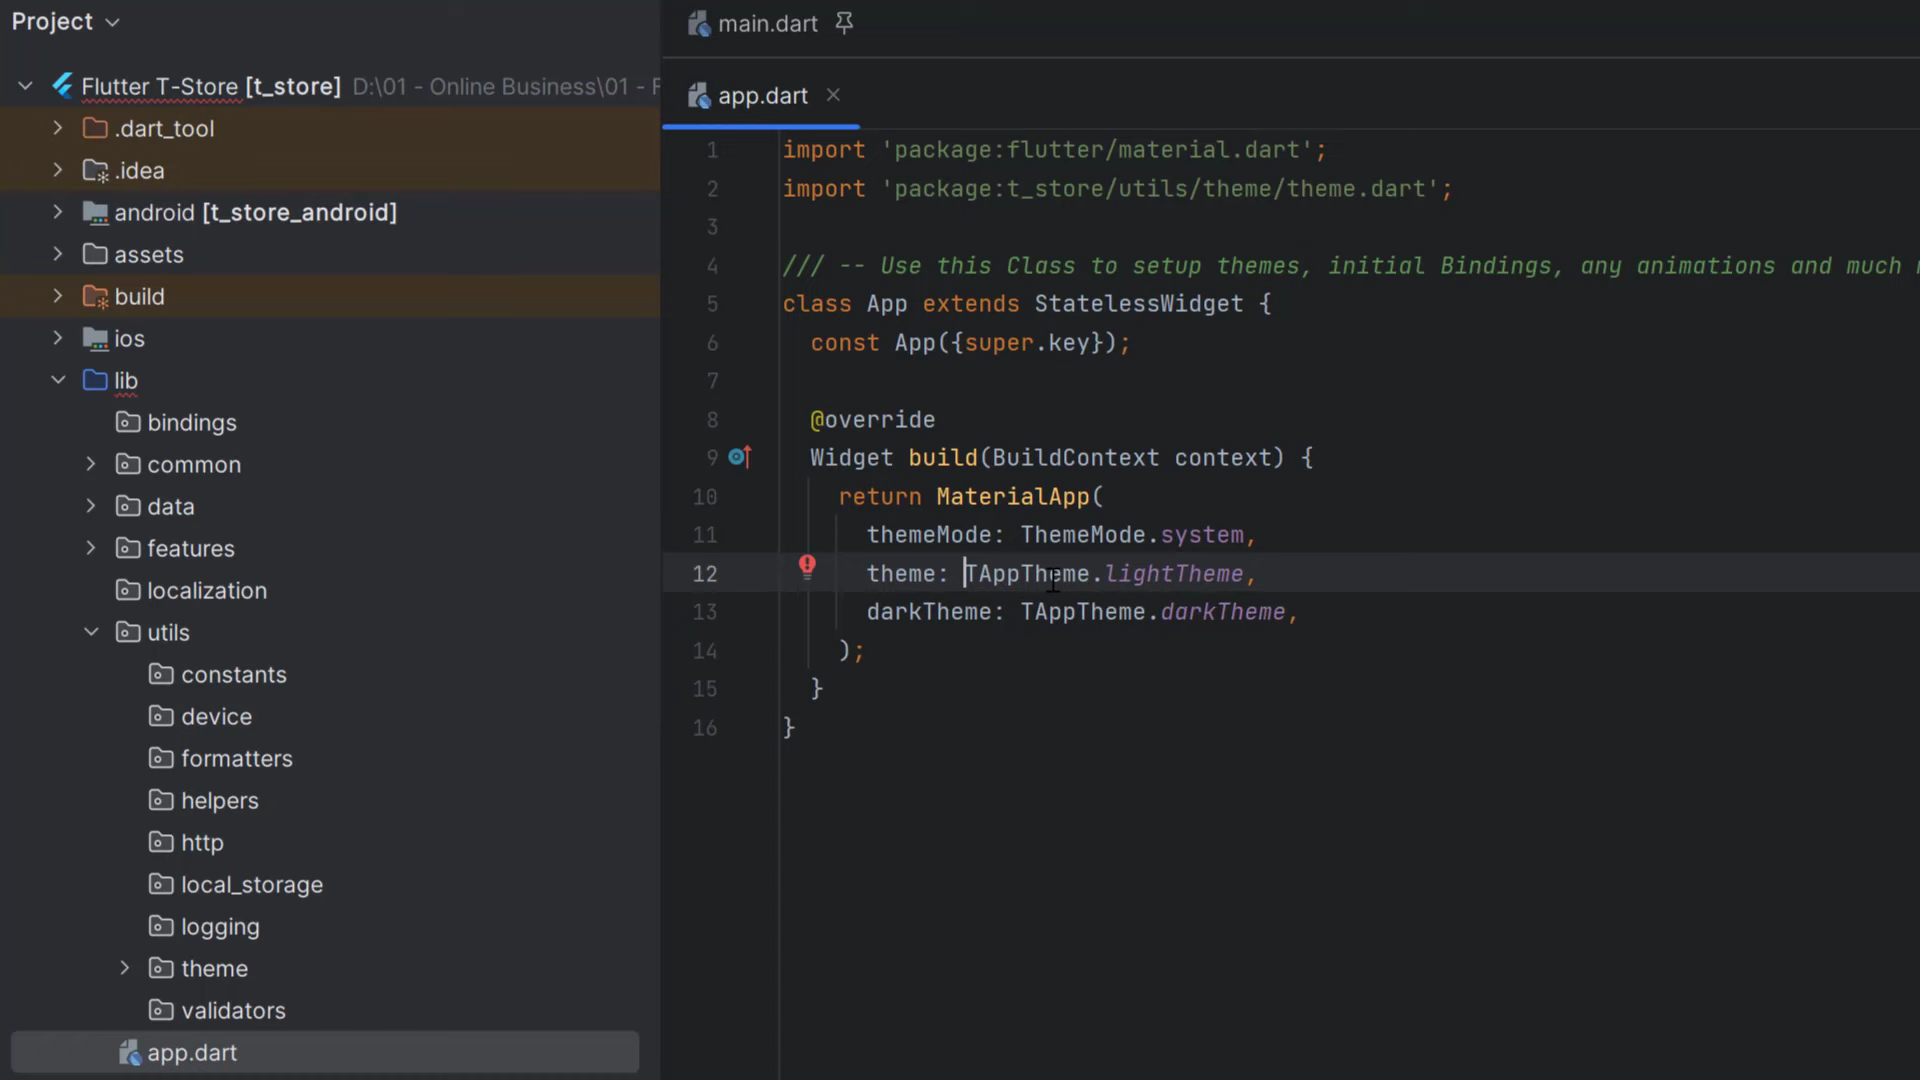 Project
Flutter T-Store [t_store] D:\01 - Online Business\01 -
.dart_tool
.idea
android [t_store_android]
assets
build
ios
lib
bindings
common
data
features
localization
utils
constants
device
formatters
helpers
http
local_storage
logging
theme
validators
app.dart
main.dart
app.dart
1 import 'package:flutter/material.dart';
2 import 'package:t_store/utils/theme/theme.dart';
3
4 /// -- Use this Class to setup themes, initial Bindings, any animations and much
5 class App extends StatelessWidget {
6 const App({super.key});
7
8 @override
9 Widget build(BuildContext context) {
10 return MaterialApp(
11 themeMode: ThemeMode.system,
12 theme: TAppTheme.lightTheme,
13 darkTheme: TAppTheme.darkTheme,
14 );
15 }
16 }